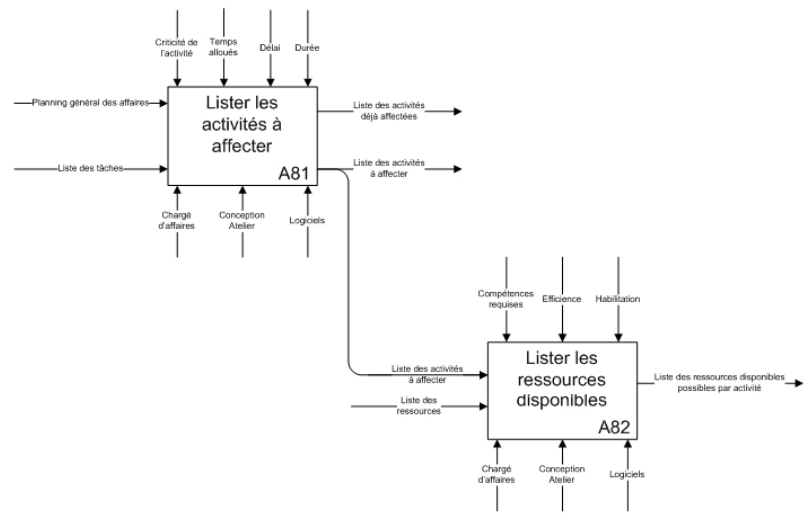 Criticité de
l'activité
Temps
alloués
Délai
Durée
Planning général des affaires
Lister les
activités à
affecter
Liste des activités
déjà affectées
Liste des tâches
A81
Liste des activités
à affecter
Chargé
d'affaires
Conception
Atelier
Logiciels
Compétences
requises
Efficience
Habilitation
Liste des activités
à affecter
Lister les
ressources
disponibles
Liste des ressources disponibles
possibles par activité
Liste des
ressources
A82
Chargé
d'affaires
Conception
Atelier
Logiciels